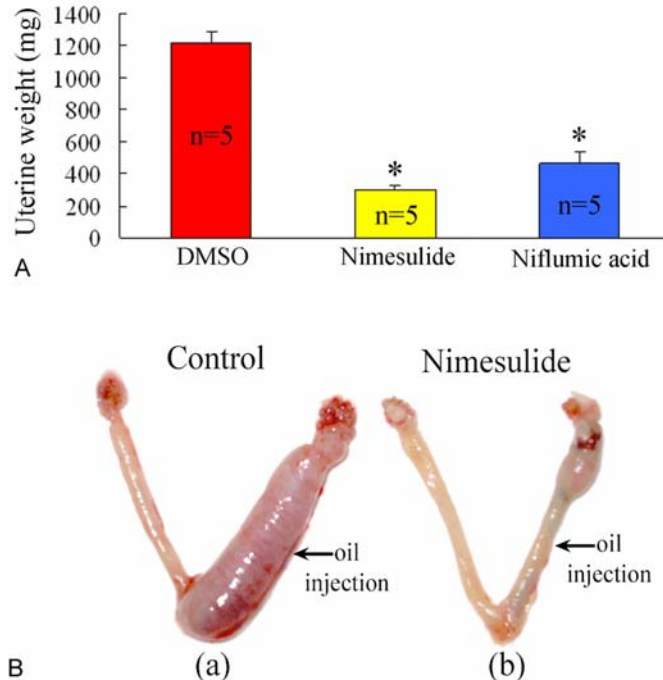 Uterine weight (mg)
1400
1200
1000
800
600
400
200
0
n=5
*
n=5
*
n=5
DMSO
Nimesulide
Niflumic acid
A
Control
Nimesulide
oil
injection
oil
injection
B
(a)
(b)